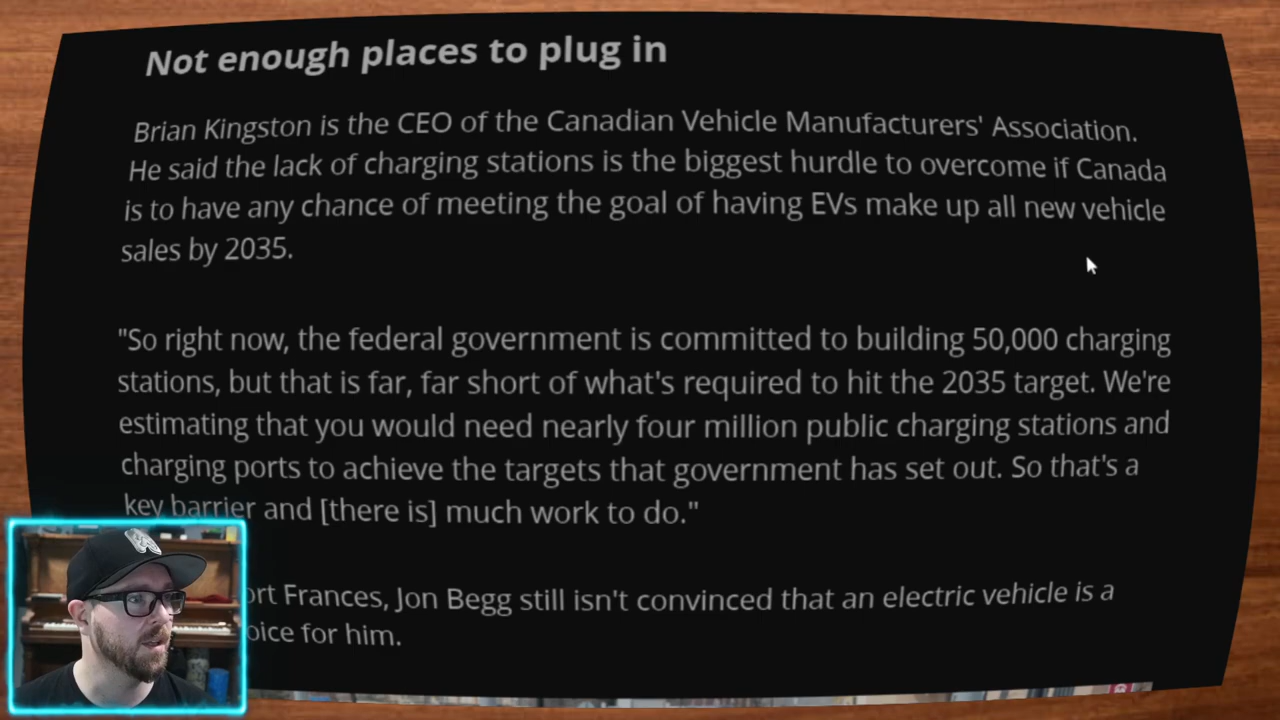 Not enough places to plug in
Brian Kingston is the CEO of the Canadian Vehicle Manufacturers' Association.
He said the lack of charging stations is the biggest hurdle to overcome if Canada
is to have any chance of meeting the goal of having EVs make up all new vehicle
sales by 2035.
"So right now, the federal government is committed to building 50,000 charging
stations, but that is far, far short of what's required to hit the 2035 target. We're
estimating that you would need nearly four million public charging stations and
charging ports to achieve the targets that government has set out. So that's a
key barrier and [there is] much work to do."
Frances, Jon Begg still isn't convinced that an electric vehicle is a
for him.